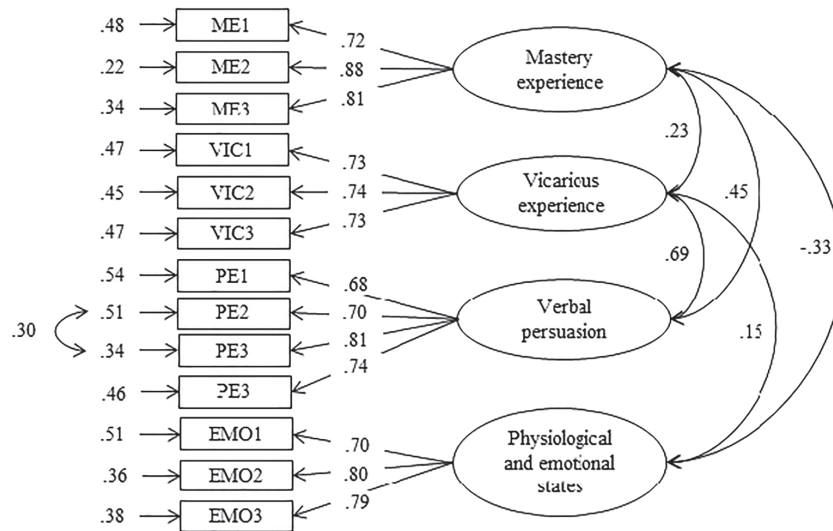 .48 ME1 .72
.22 ME2 .88
.34 ME3 .81
Mastery
experience
.47 VIC1 .73
.45 VIC2 .74
.47 VIC3 .73
Vicarious
experience
.23
.45
-.33
.54 PE1 .68
.51 PE2 .70
.30
.34 PE3 .81
.46 PE3 .74
Verbal
persuasion
.69
.15
.51 EMO1 .70
.36 EMO2 .80
.38 EMO3 .79
Physiological
and emotional
states